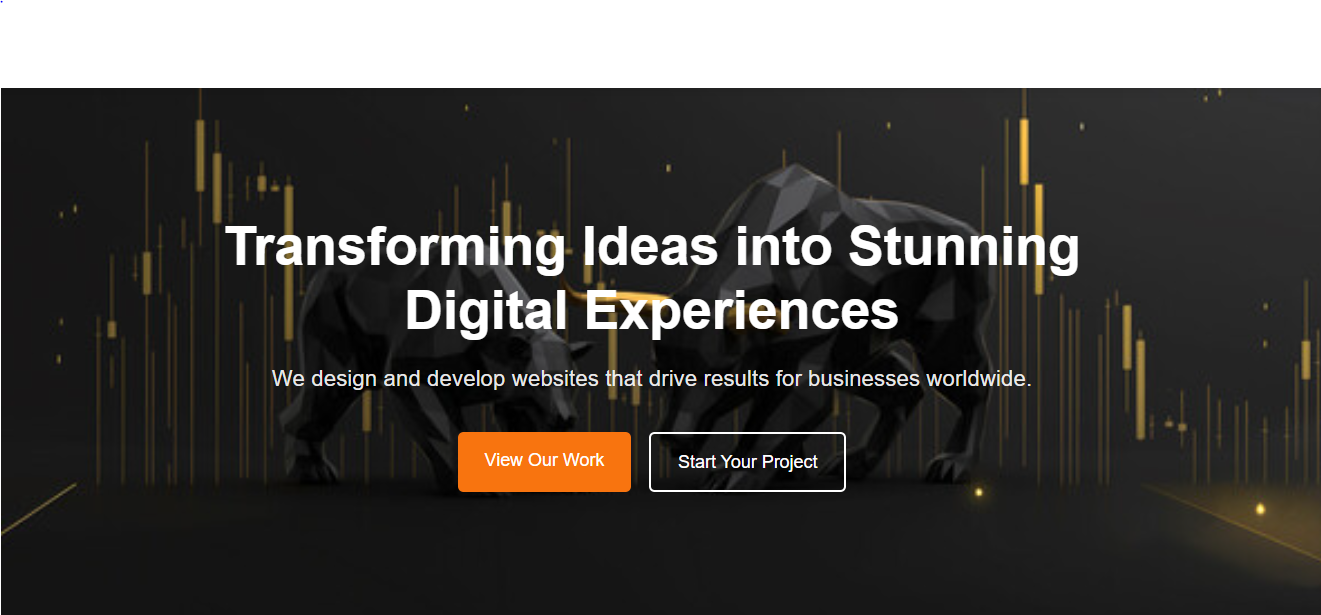 Transforming Ideas into Stunning
Digital Experiences
We design and develop websites that drive results for businesses worldwide.
View Our Work
Start Your Project